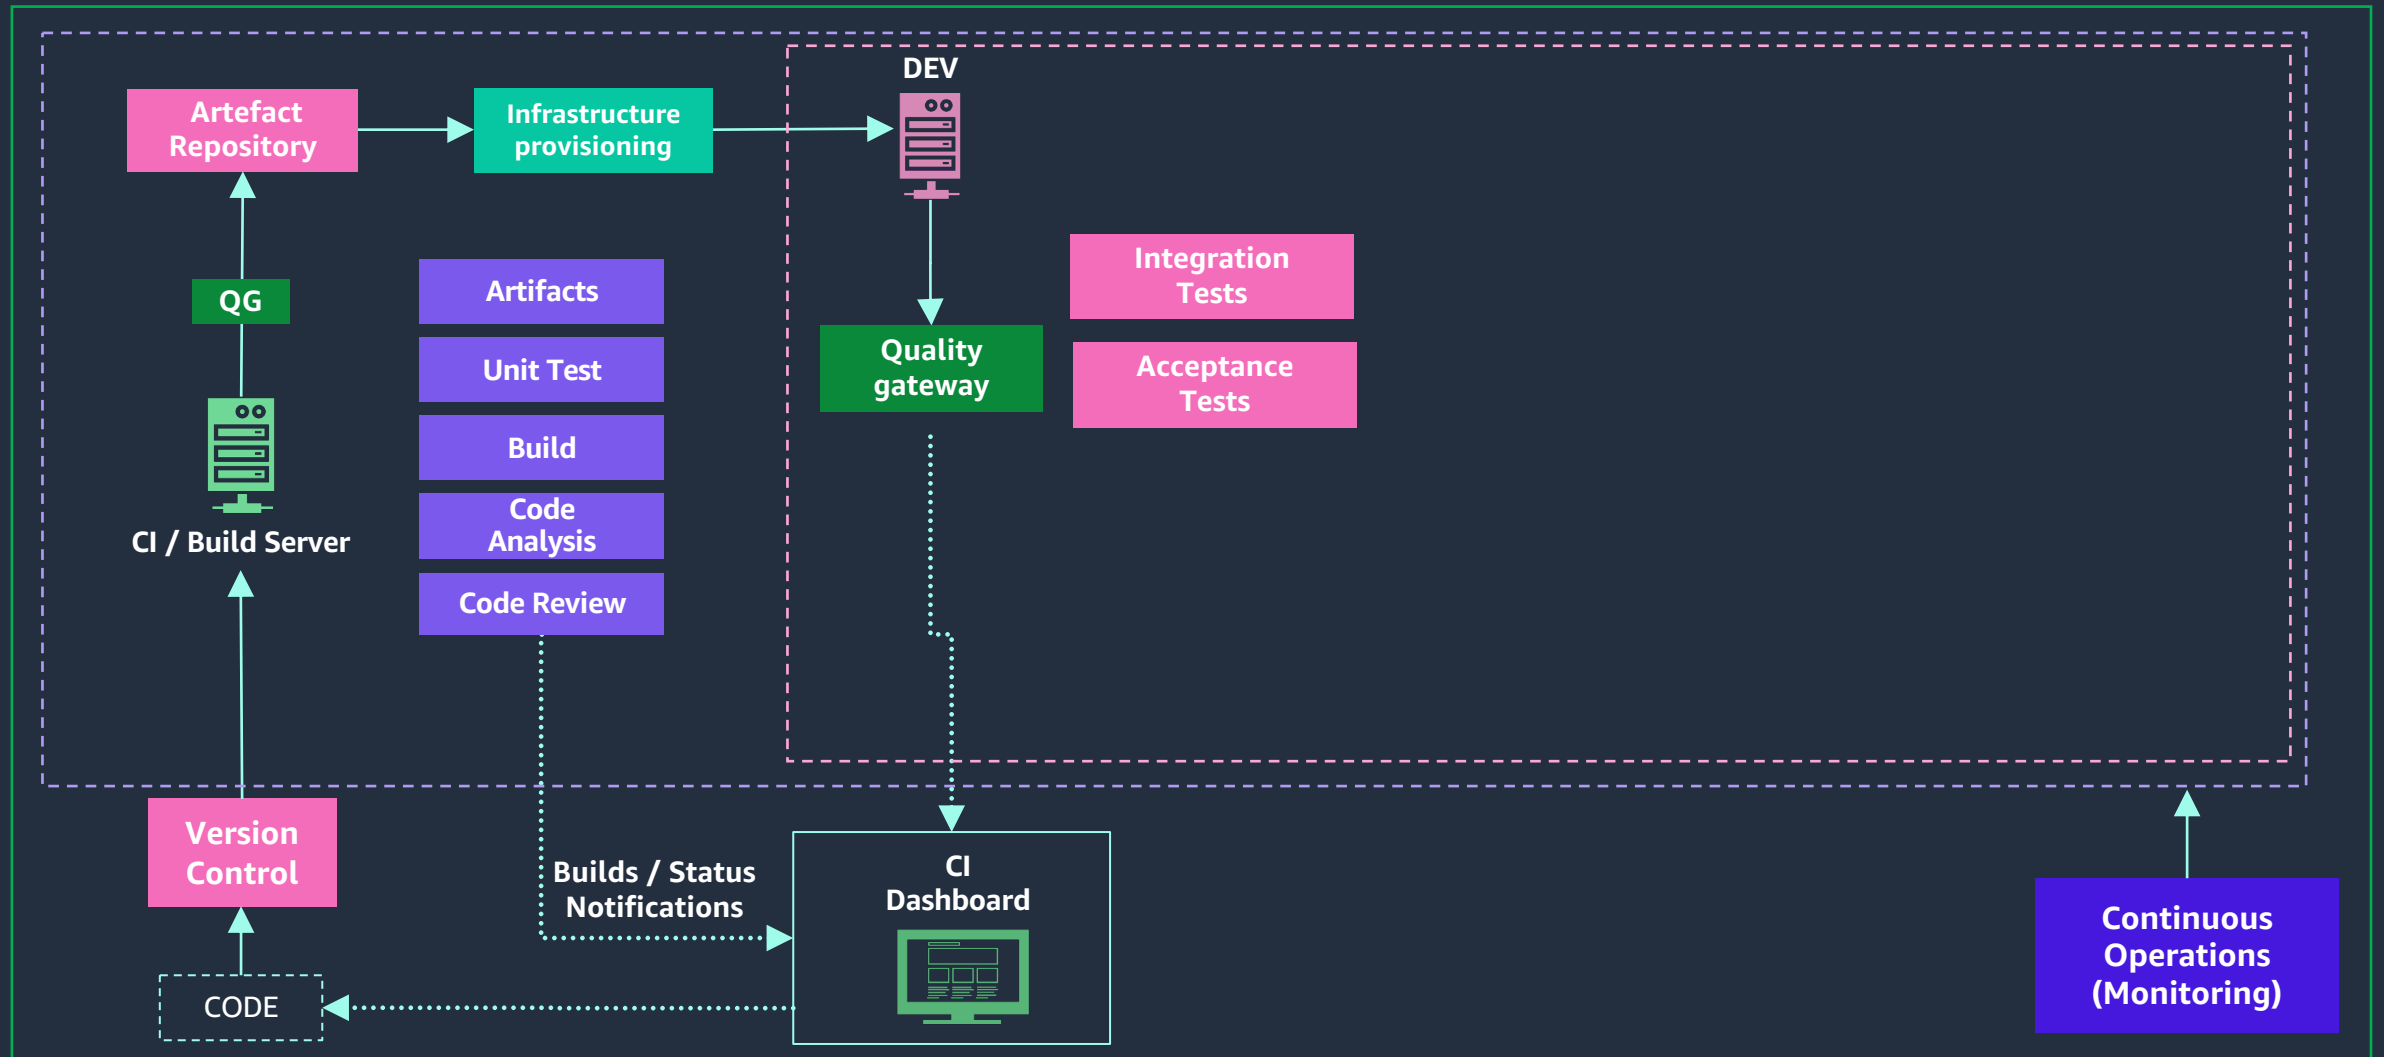 DEV
Artefact
Repository
Infrastructure
provisioning
Integration
Tests
Artifacts
QG
Unit Test
Quality
gateway
Acceptance
Tests
Build
Code
Analysis
CI / Build Server
Code Review
Version
Control
Builds / Status
Notifications
CI
Dashboard
Continuous
Operations
(Monitoring)
CODE